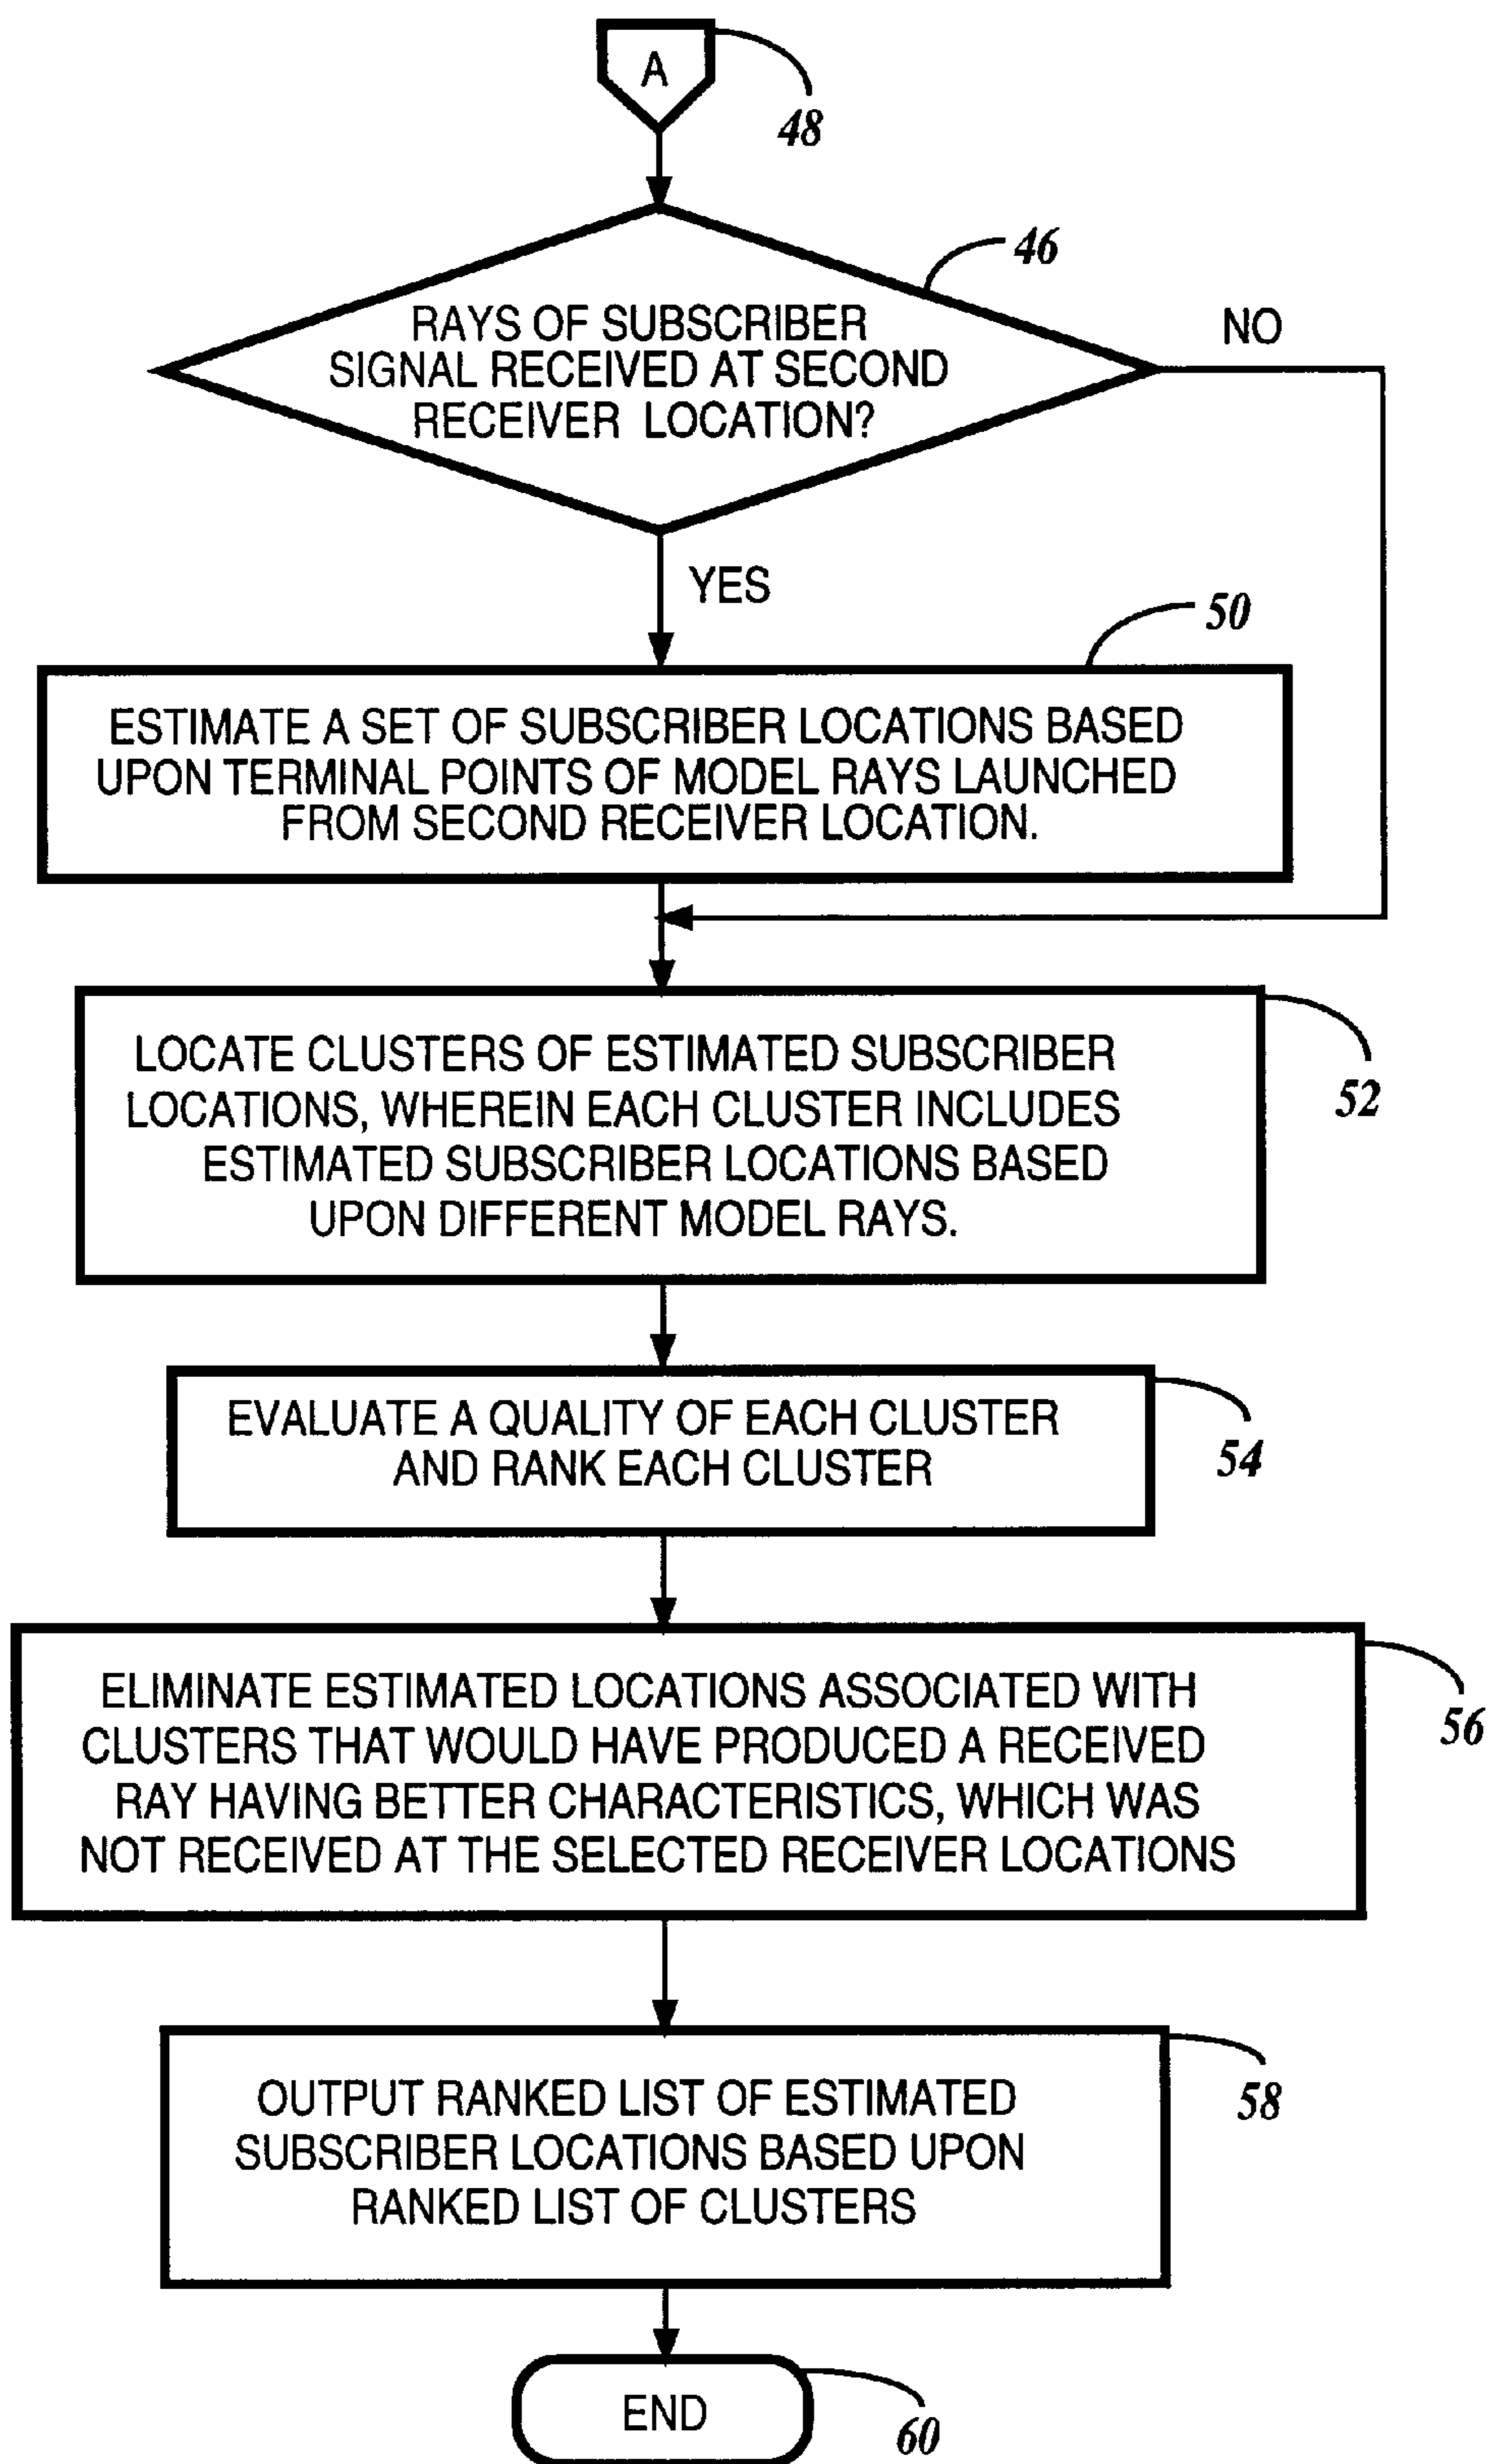 A
48
46
RAYS OF SUBSCRIBER
SIGNAL RECEIVED AT SECOND
RECEIVER LOCATION?
NO
YES
50
ESTIMATE A SET OF SUBSCRIBER LOCATIONS BASED
UPON TERMINAL POINTS OF MODEL RAYS LAUNCHED
FROM SECOND RECEIVER LOCATION.
LOCATE CLUSTERS OF ESTIMATED SUBSCRIBER
LOCATIONS, WHEREIN EACH CLUSTER INCLUDES
ESTIMATED SUBSCRIBER LOCATIONS BASED
UPON DIFFERENT MODEL RAYS.
52
EVALUATE A QUALITY OF EACH CLUSTER
AND RANK EACH CLUSTER
54
ELIMINATE ESTIMATED LOCATIONS ASSOCIATED WITH
CLUSTERS THAT WOULD HAVE PRODUCED A RECEIVED
RAY HAVING BETTER CHARACTERISTICS, WHICH WAS
NOT RECEIVED AT THE SELECTED RECEIVER LOCATIONS
56
OUTPUT RANKED LIST OF ESTIMATED
SUBSCRIBER LOCATIONS BASED UPON
RANKED LIST OF CLUSTERS
58
END
60